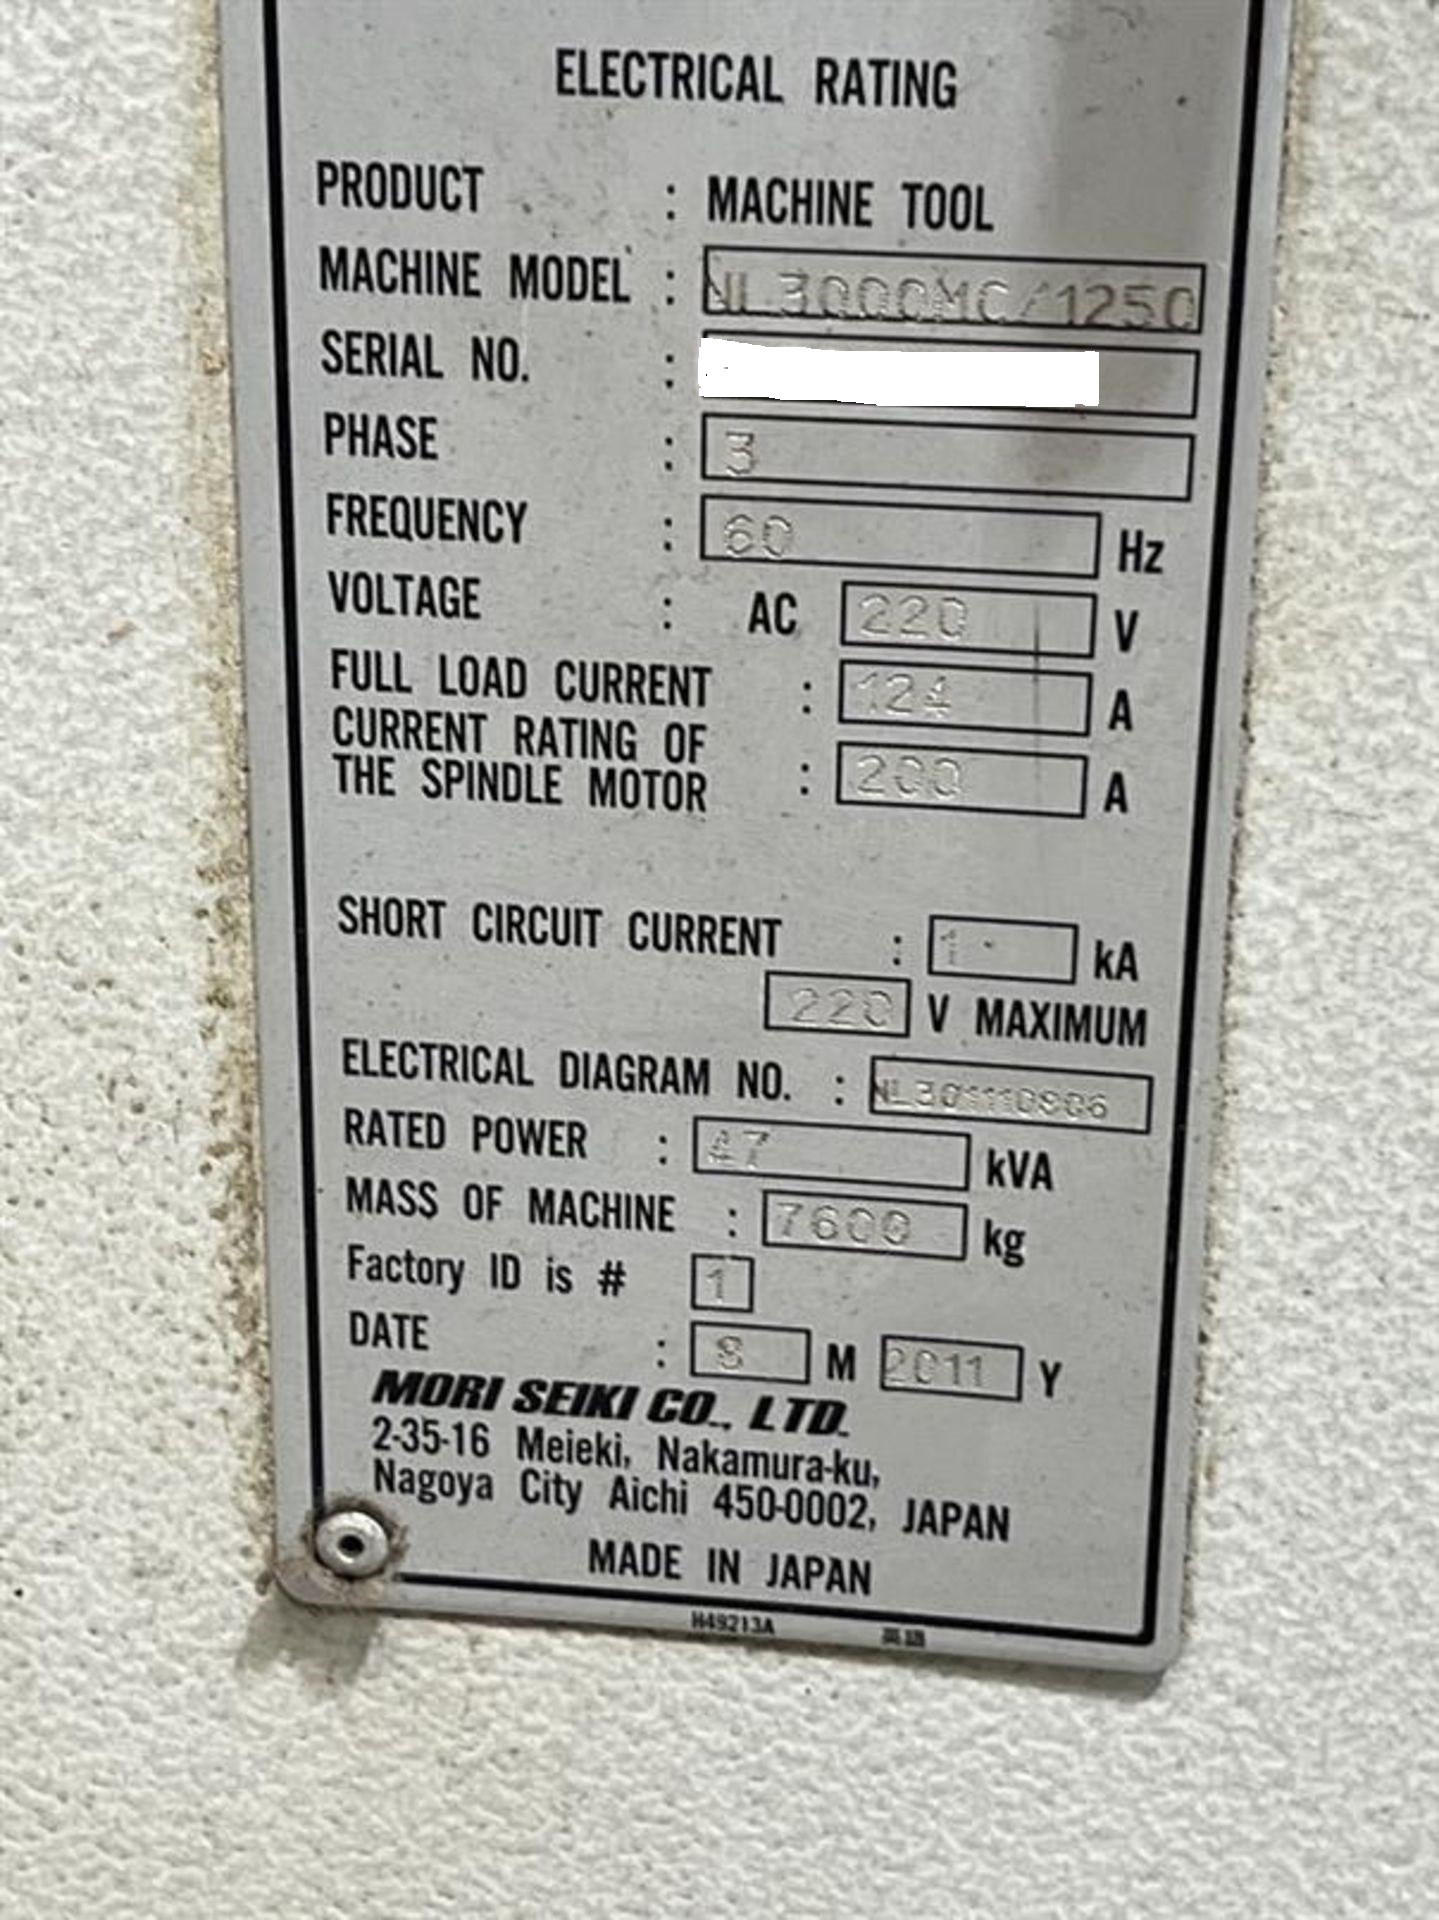 ELECTRICAL RATING
PRODUCT : MACHINE TOOL
MACHINE MODEL : NL3000MC/1250
SERIAL NO. :
PHASE : 3
FREQUENCY : 60 Hz
VOLTAGE : AC 220 V
FULL LOAD CURRENT : 124 A
CURRENT RATING OF
THE SPINDLE MOTOR : 200 A
SHORT CIRCUIT CURRENT : kA
220 V MAXIMUM
ELECTRICAL DIAGRAM NO. :
RATED POWER : 47 kVA
MASS OF MACHINE : 7600 kg
Factory ID is # 1
DATE : 8 M 2011 Y
MORI SEIKI CO., LTD.
2-35-16 Meieki, Nakamura-ku,
Nagoya City Aichi 450-0002, JAPAN
MADE IN JAPAN
H49213A 英語